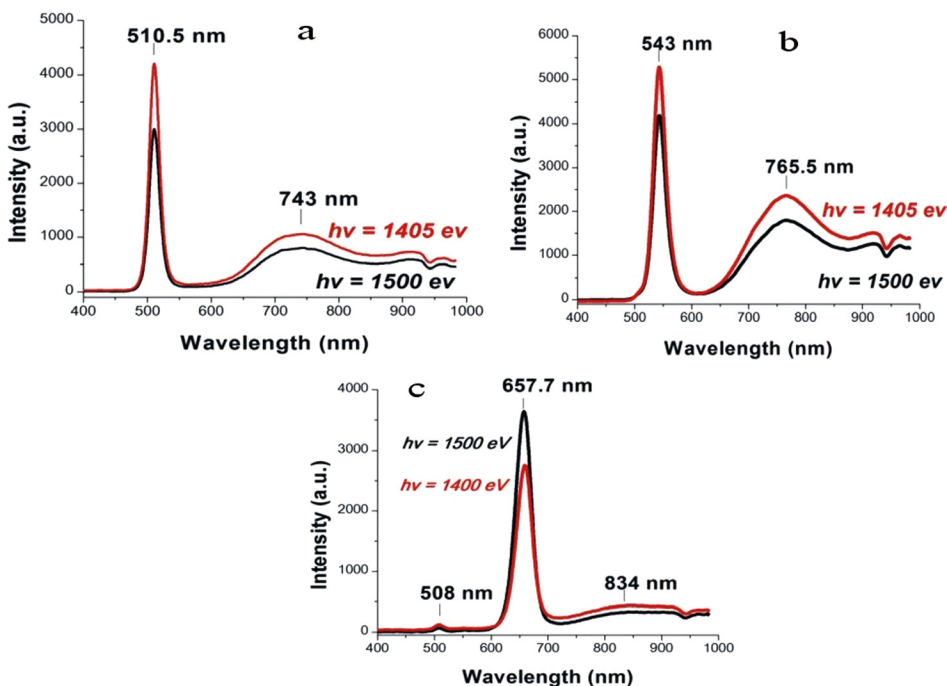 a
510.5 nm
743 nm
hv = 1405 ev
hv = 1500 ev
5000
4000
3000
2000
1000
0
400 500 600 700 800 900 1000
Intensity (a.u.)
Wavelength (nm)
b
543 nm
765.5 nm
hv = 1405 ev
hv = 1500 ev
6000
5000
4000
3000
2000
1000
0
400 500 600 700 800 900 1000
Intensity (a.u.)
Wavelength (nm)
c
657.7 nm
hv = 1500 eV
hv = 1400 eV
508 nm
834 nm
4000
3000
2000
1000
0
400 500 600 700 800 900 1000
Intensity (a.u.)
Wavelength (nm)